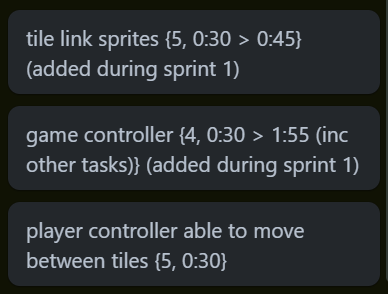 tile link sprites {5, 0:30 > 0:45}
(added during sprint 1)
game controller {4, 0:30 > 1:55 (inc
other tasks)} (added during sprint 1)
player controller able to move
between tiles {5, 0:30}